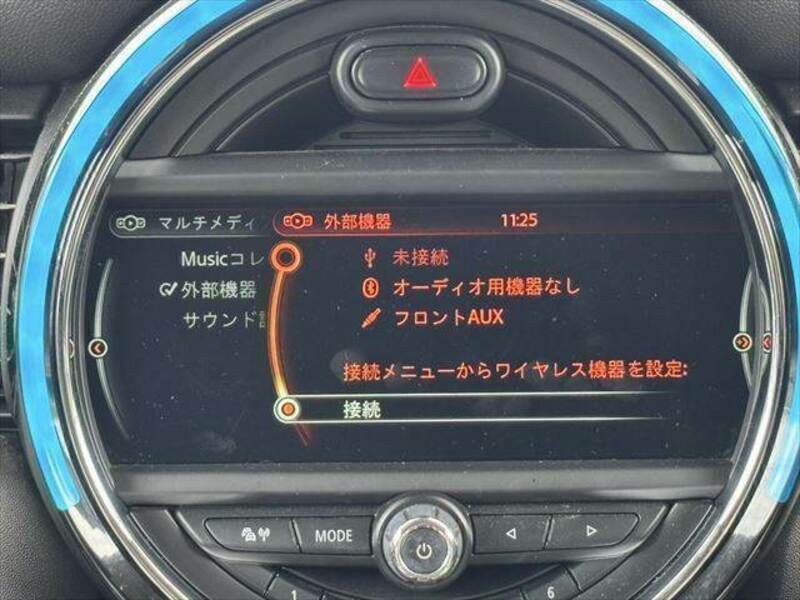 マルチメディ
外部機器
11:25
Musicコレ
外部機器
サウンド
未接続
オーディオ用機器なし
フロントAUX
接続メニューからワイヤレス機器を設定:
接続
MODE
1
6